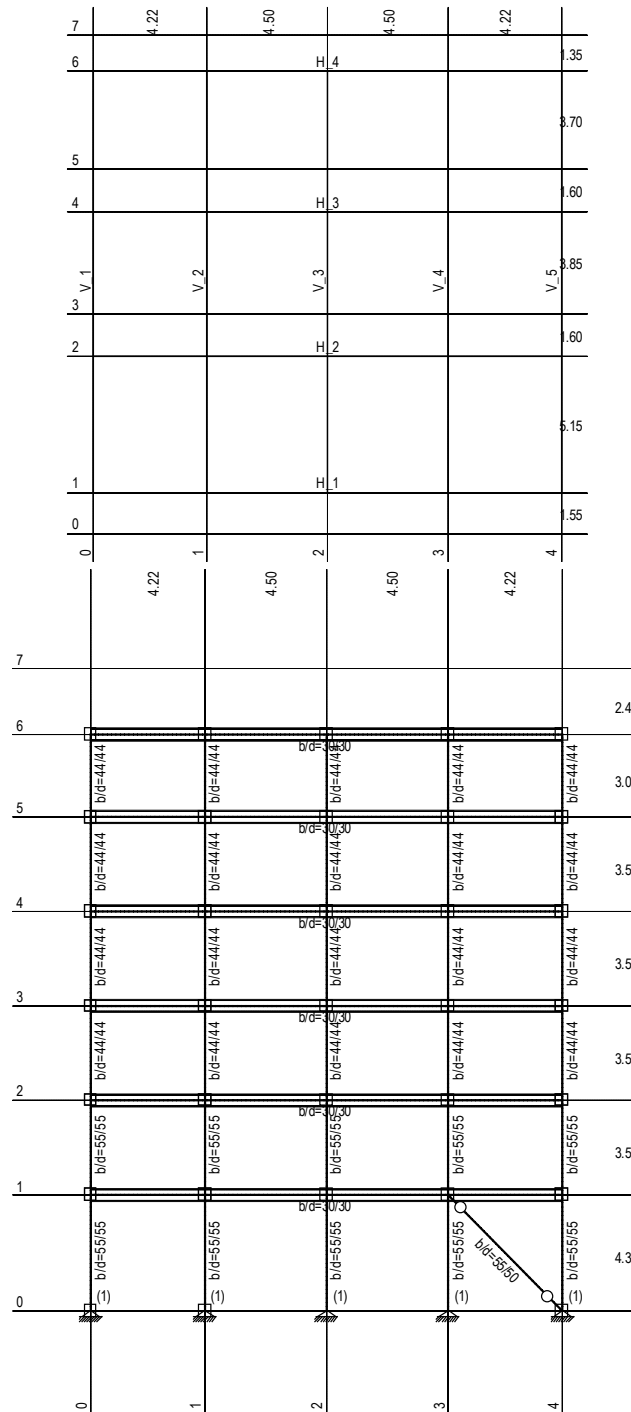 7
4.22
4.50
4.50
4.22
6
H_4
1.35
3.70
5
1.60
4
H_3
V_1
V_2
V_3
V_4
V_5
3.85
3
1.60
2
H_2
5.15
1
H_1
0
1.55
0
1
2
3
4
4.22
4.50
4.50
4.22
7
2.4
6
b/d=30/30
b/d=44/44
b/d=44/44
b/d=44/44
b/d=44/44
b/d=44/44
3.0
5
b/d=30/30
b/d=44/44
b/d=44/44
b/d=44/44
b/d=44/44
b/d=44/44
3.5
4
b/d=30/30
b/d=44/44
b/d=44/44
b/d=44/44
b/d=44/44
b/d=44/44
3.5
3
b/d=30/30
b/d=44/44
b/d=44/44
b/d=44/44
b/d=44/44
b/d=44/44
3.5
2
b/d=30/30
b/d=55/55
b/d=55/55
b/d=55/55
b/d=55/55
b/d=55/55
3.5
1
b/d=30/30
b/d=55/55
b/d=55/55
b/d=55/55
b/d=55/55
b/d=55/50
b/d=55/55
4.3
0
(1)
(1)
(1)
(1)
(1)
0
1
2
3
4